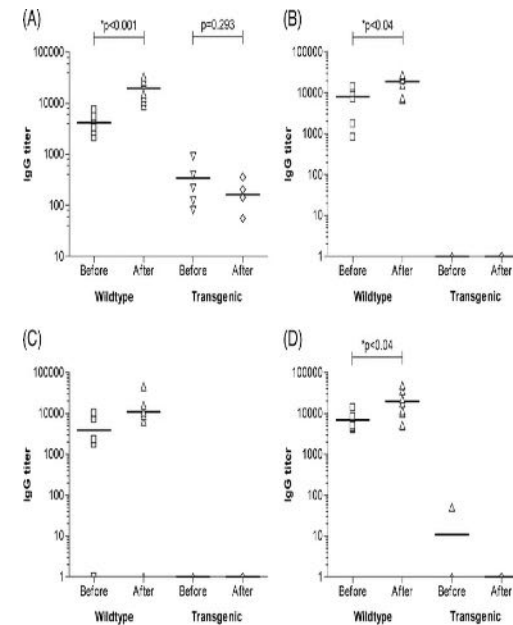 (A)
*p<0.001
p=0.293
100000
10000
1000
100
10
IgG titer
Before
After
Before
After
Wildtype
Transgenic
(B)
*p<0.04
100000
10000
1000
100
10
1
IgG titer
Before
After
Before
After
Wildtype
Transgenic
(C)
100000
10000
1000
100
10
1
IgG titer
Before
After
Before
After
Wildtype
Transgenic
(D)
*p<0.04
100000
10000
1000
100
10
1
IgG titer
Before
After
Before
After
Wildtype
Transgenic